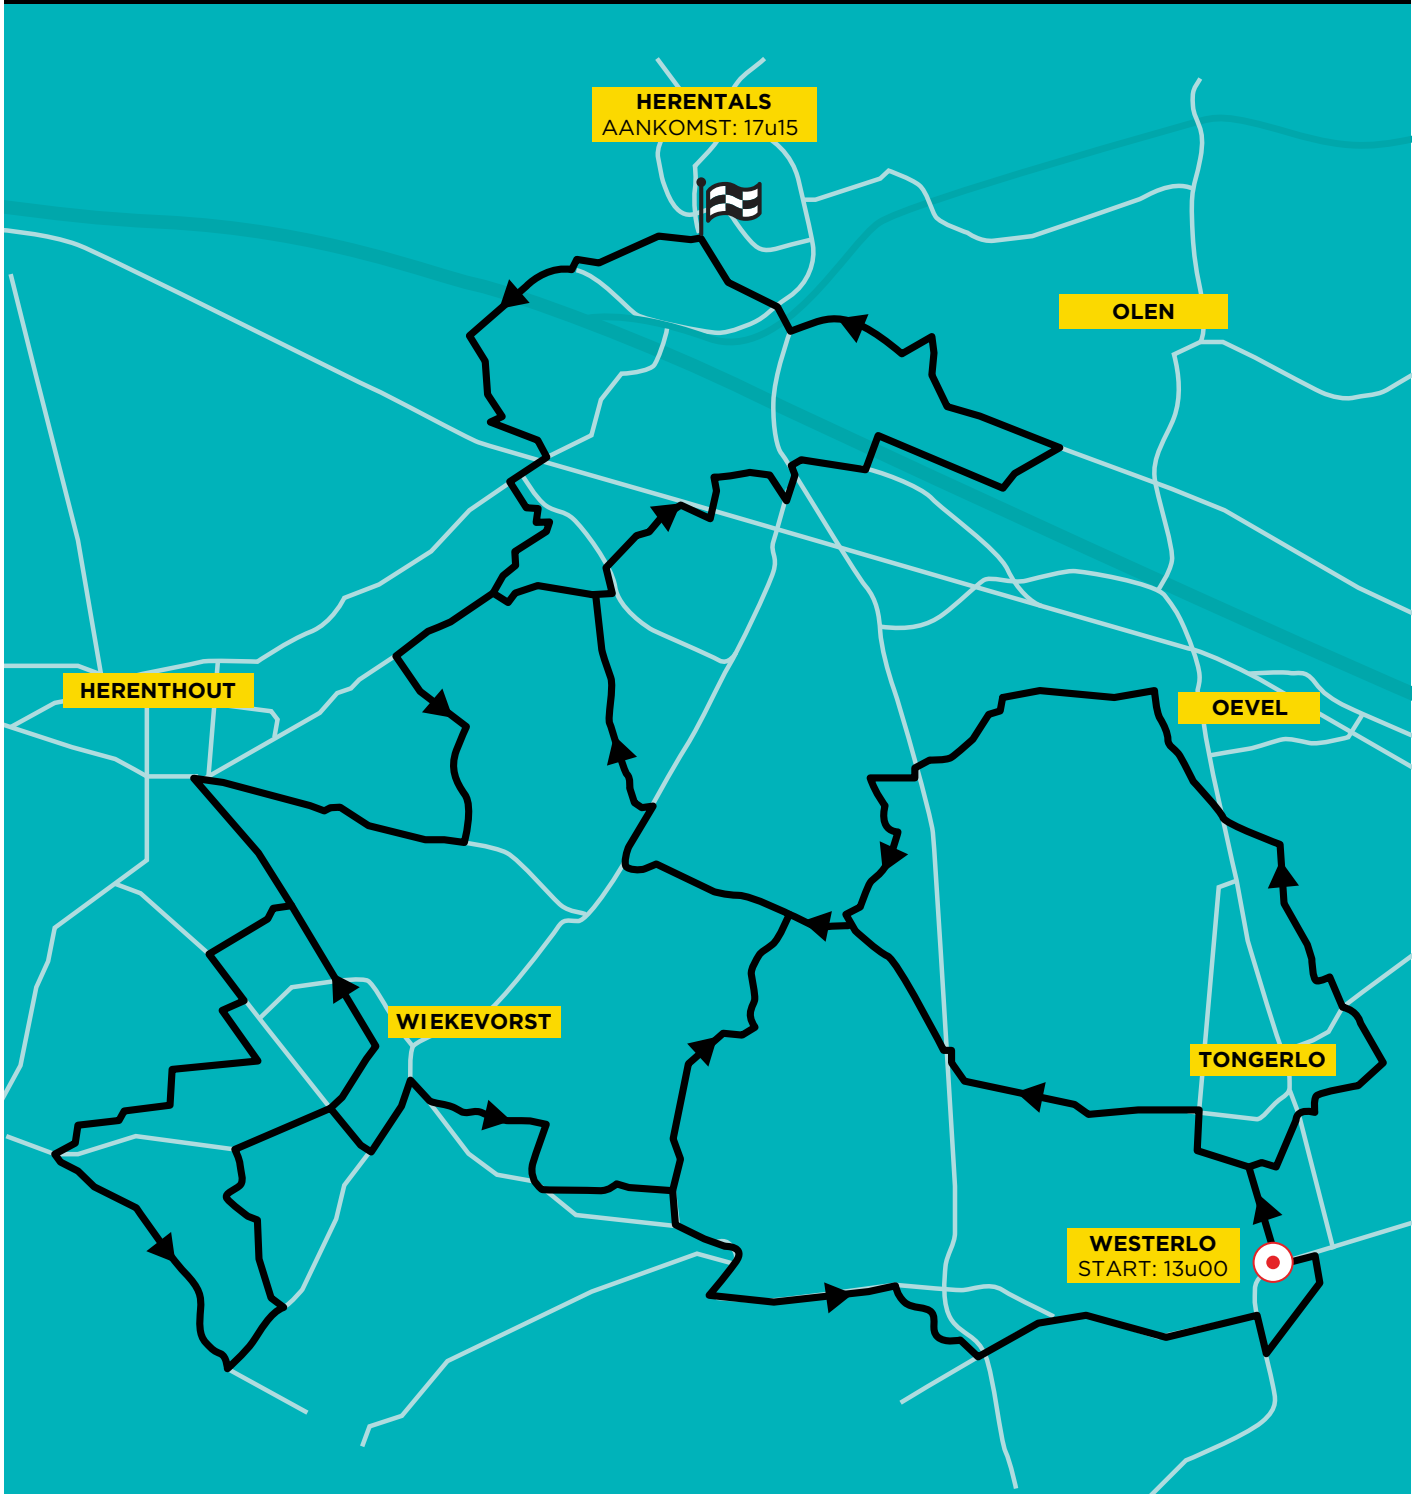 HERENTALS
AANKOMST: 17u15
OLEN
HERENTHOUT
OEVEL
WIEKEVORST
TONGERLO
WESTERLO
START: 13u00